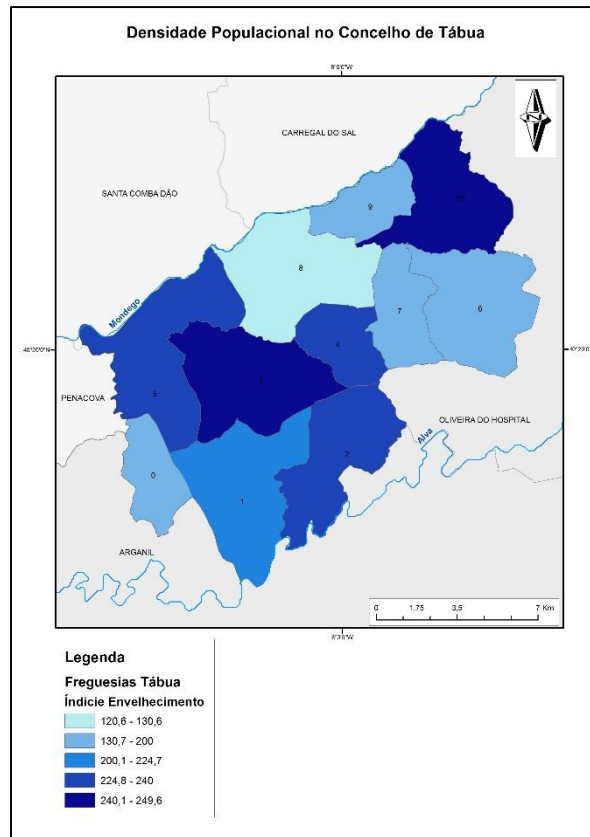 Densidade Populacional no Concelho de Tábua
8°0'0"W
CARREGAL DO SAL
SANTA COMBA DÃO
10
9
8
Mondego
7
6
4
3
5
PENACOVA
OLIVEIRA DO HOSPITAL
Alva
2
0
1
ARGANIL
0 1,75 3,5 7 Km
Legenda
Freguesias Tábua
Índicie Envelhecimento
120,6 - 130,6
130,7 - 200
200,1 - 224,7
224,8 - 240
240,1 - 249,6